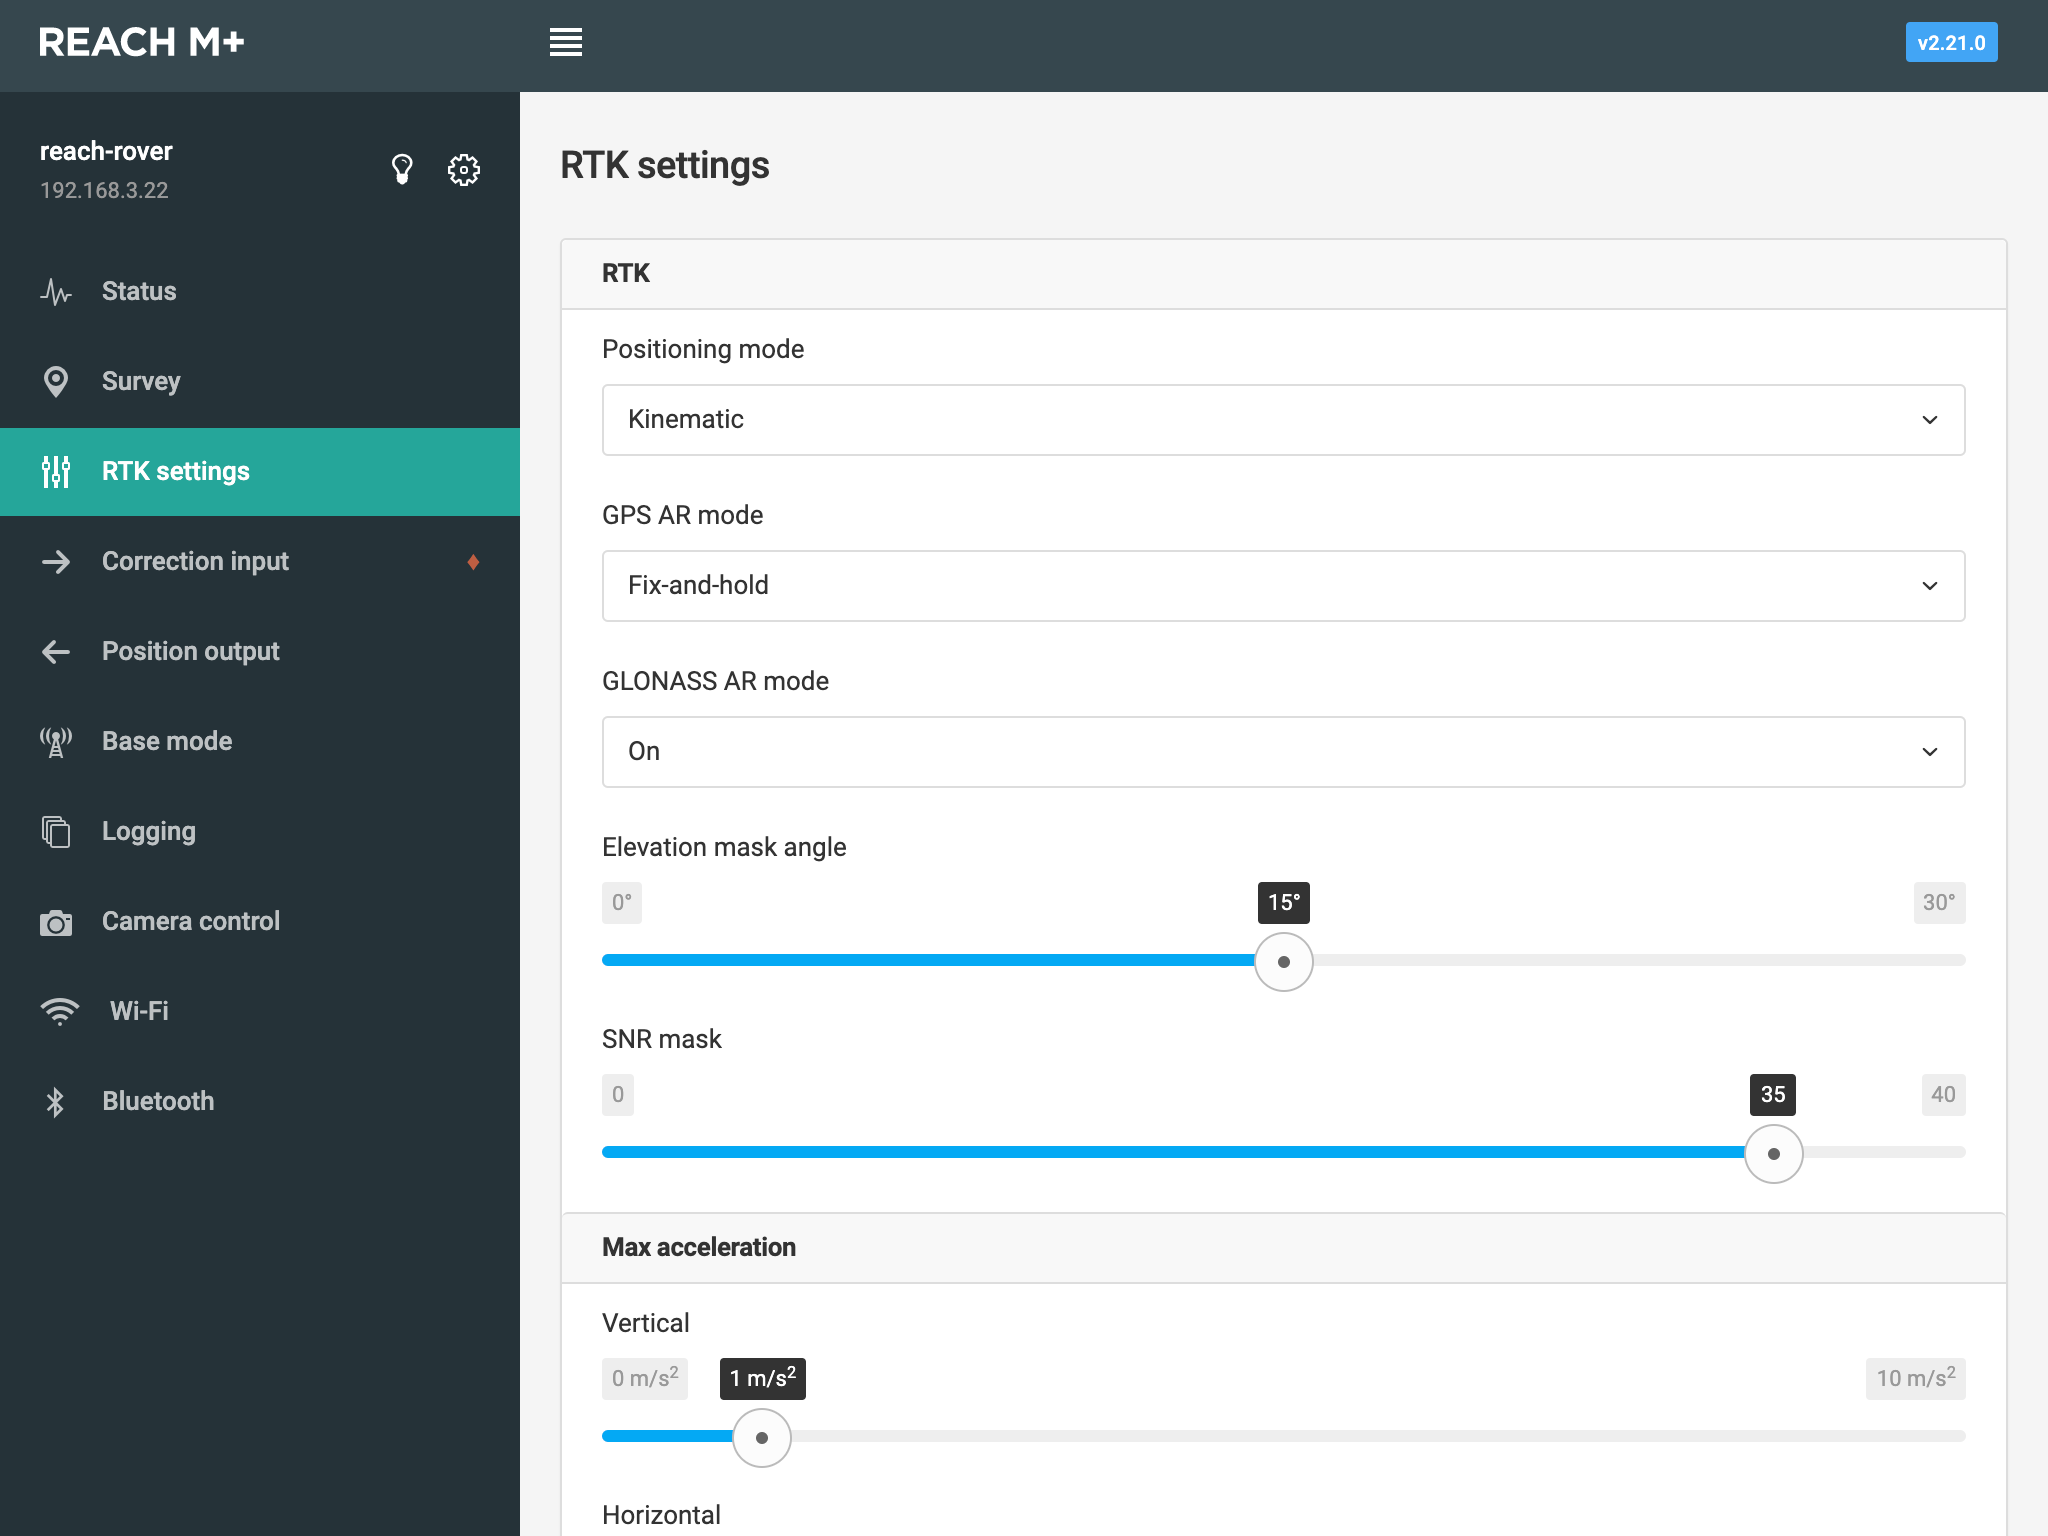 REACH M+
v2.21.0
reach-rover
192.168.3.22
Status
Survey
RTK settings
Correction input
Position output
Base mode
Logging
Camera control
Wi-Fi
Bluetooth
RTK settings
RTK
Positioning mode
Kinematic
GPS AR mode
Fix-and-hold
GLONASS AR mode
On
Elevation mask angle
0° 15° 30°
SNR mask
0 35 40
Max acceleration
Vertical
0 m/s² 1 m/s² 10 m/s²
Horizontal